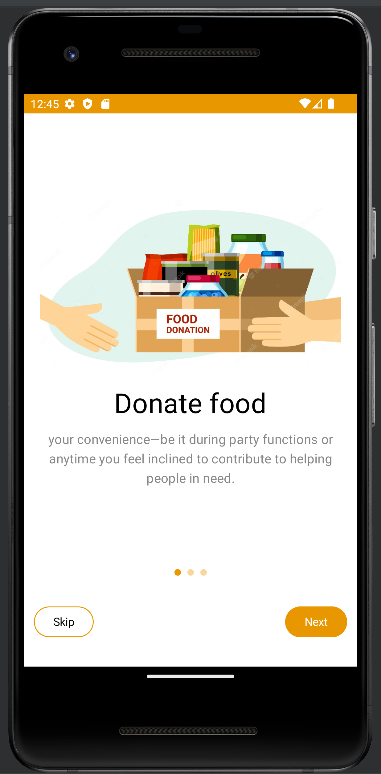 12:45
olives
FOOD
DONATION
Donate food
your convenience—be it during party functions or
anytime you feel inclined to contribute to helping
people in need.
Skip
Next